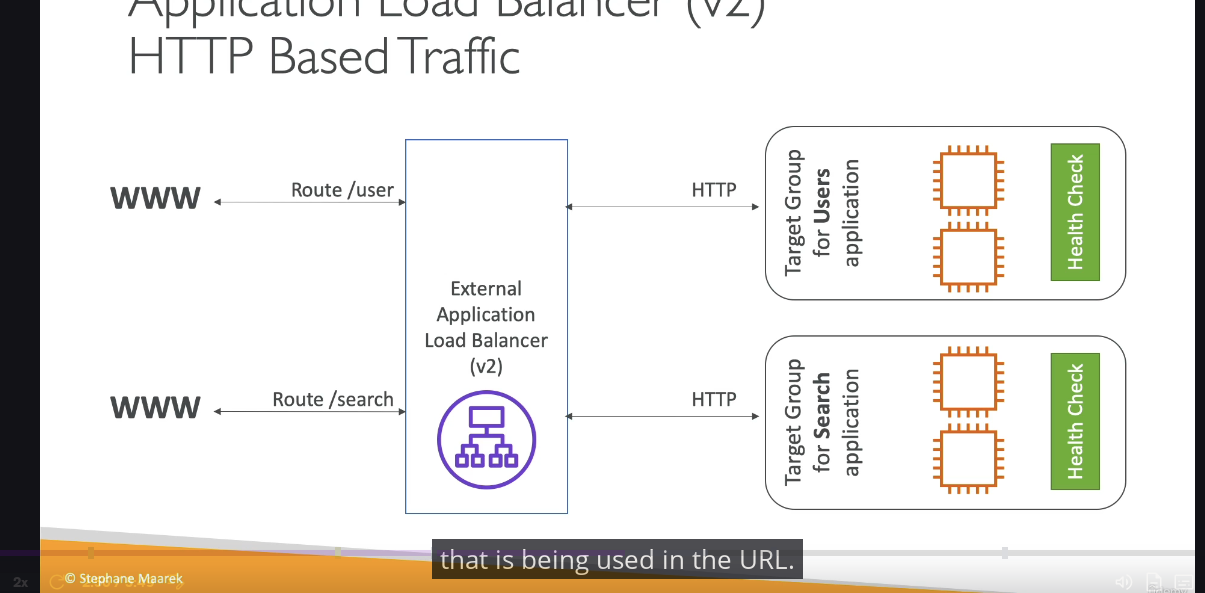 Application Load Balancer (v2)
HTTP Based Traffic
WWW
Route /user
HTTP
Target Group
for Users
application
Health Check
External
Application
Load Balancer
(v2)
WWW
Route /search
HTTP
Target Group
for Search
application
Health Check
that is being used in the URL.
2x
© Stephane Maarek